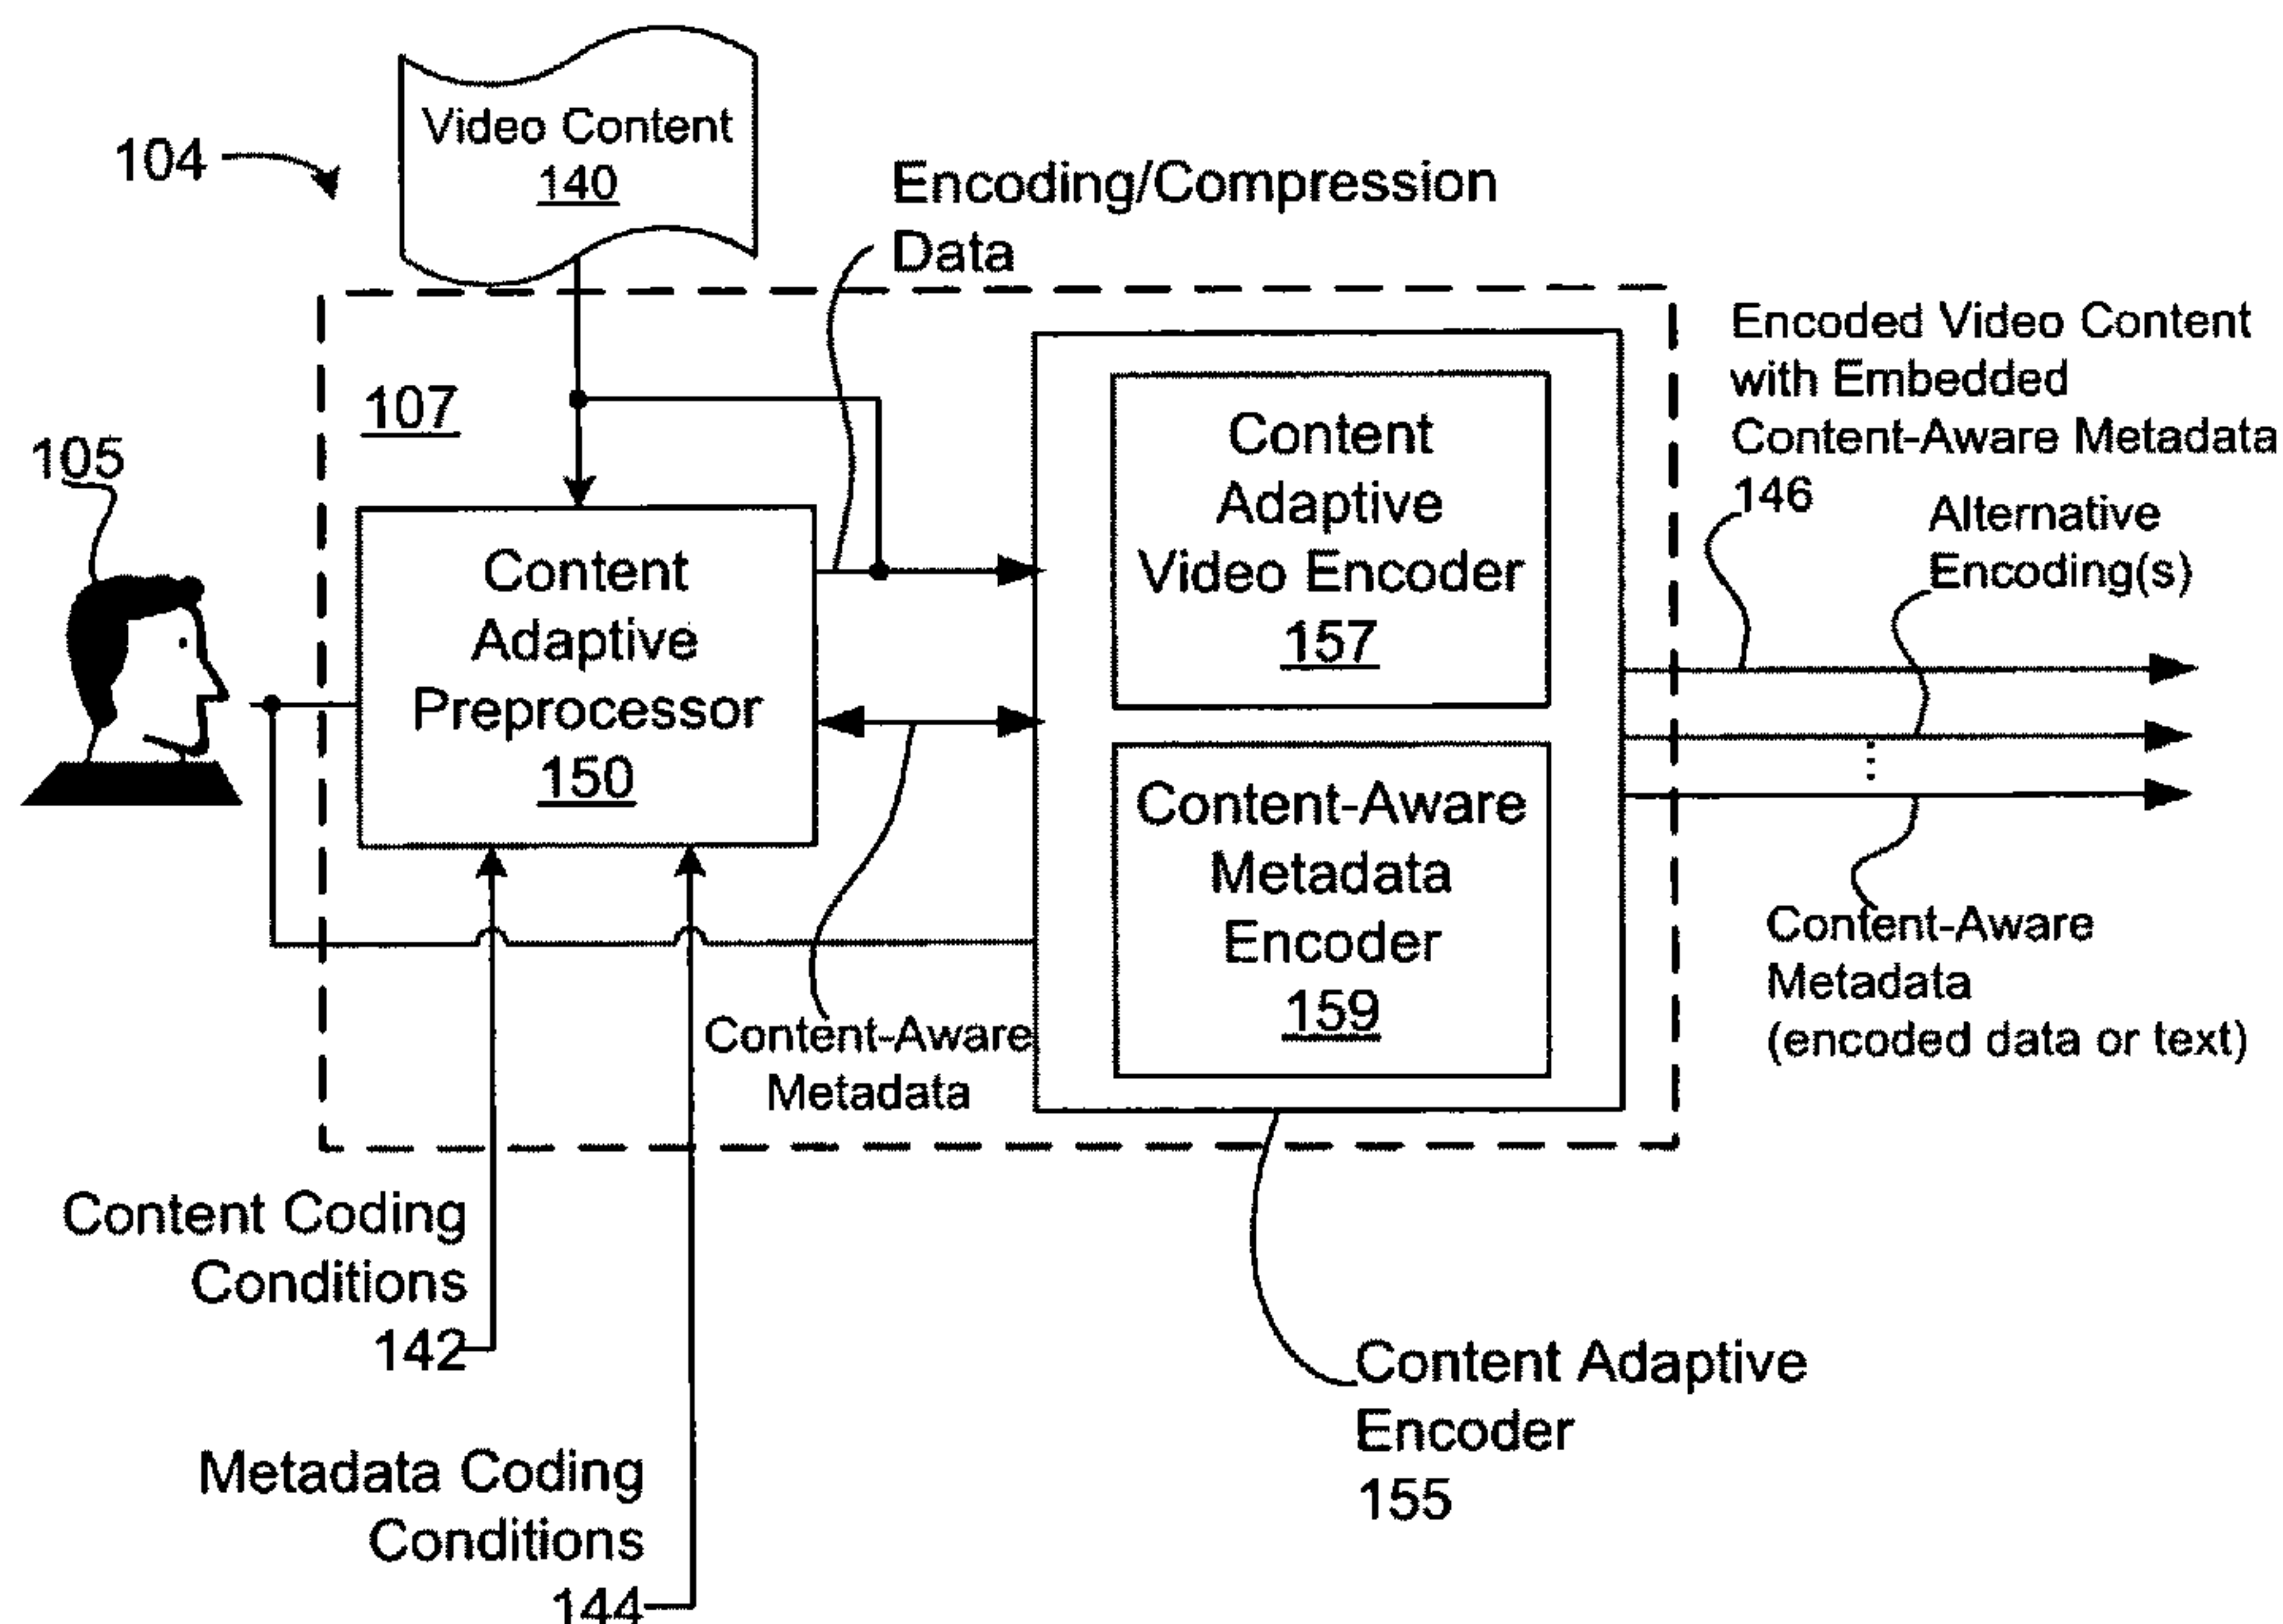 Video Content
140
104
Encoding/Compression
Data
107
105
Content
Adaptive
Preprocessor
150
Content
Adaptive
Video Encoder
157
Content-Aware
Metadata
Encoder
159
Encoded Video Content
with Embedded
Content-Aware Metadata
146
Alternative
Encoding(s)
Content-Aware
Metadata
(encoded data or text)
Content-Aware
Metadata
Content Coding
Conditions
142
Metadata Coding
Conditions
144
Content Adaptive
Encoder
155